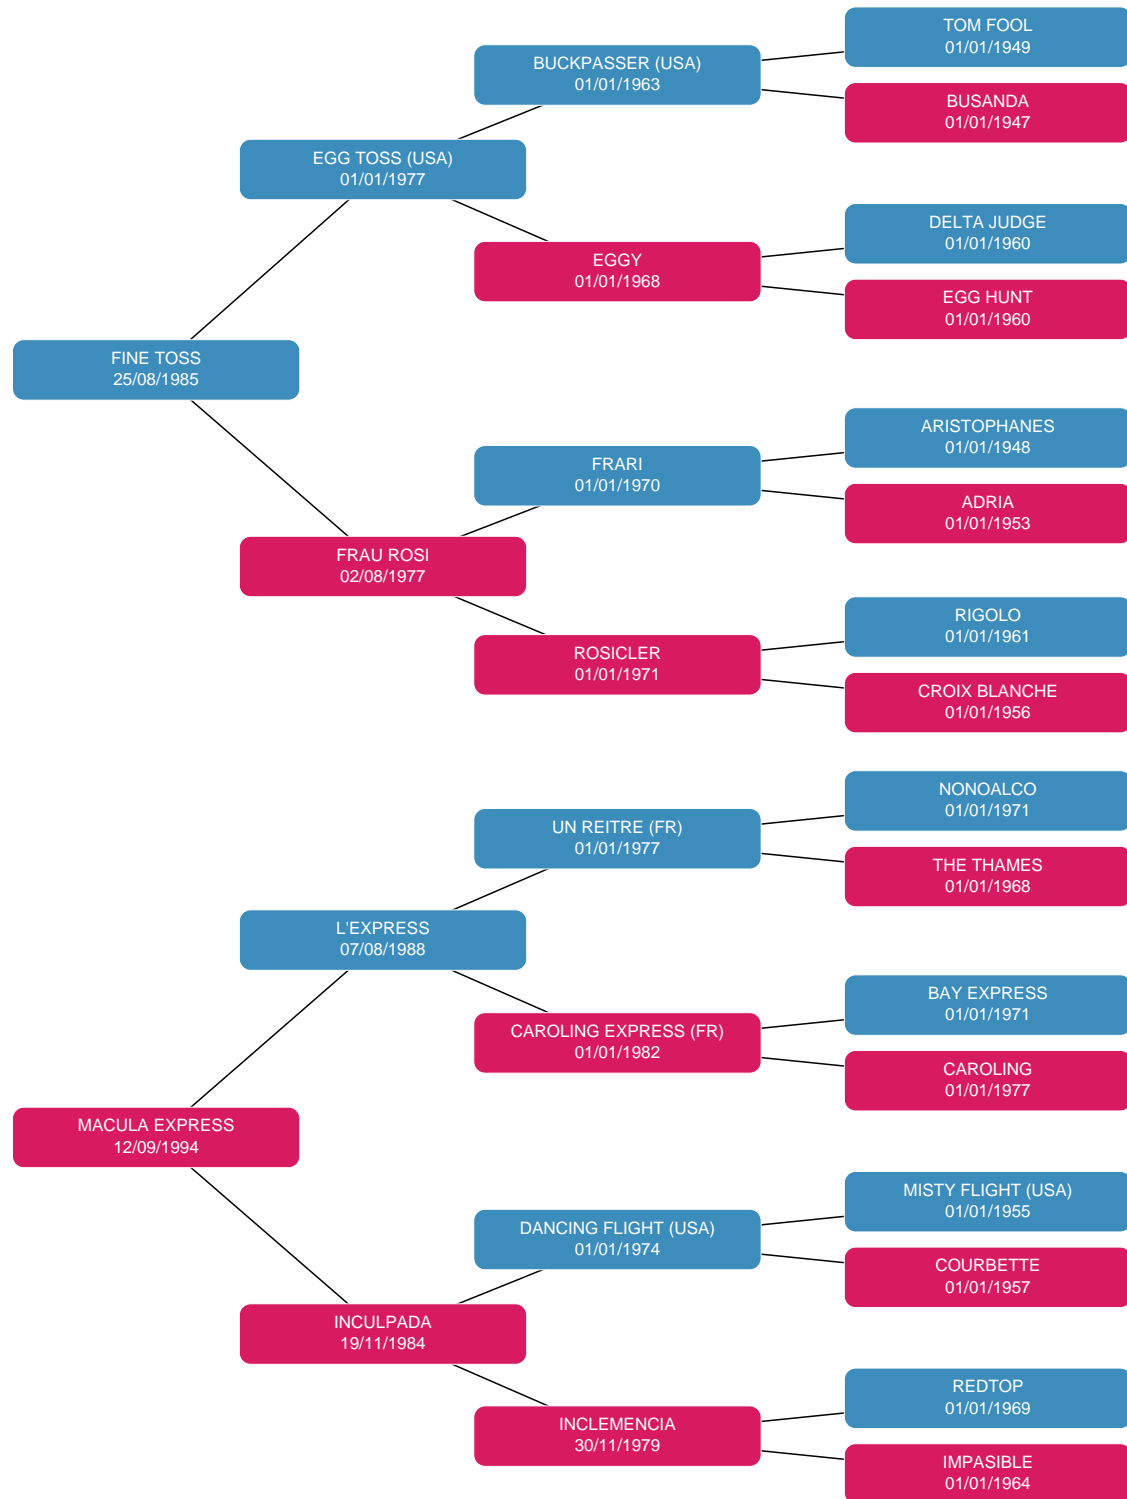 TOM FOOL
01/01/1949
BUCKPASSER (USA)
01/01/1963
BUSANDA
01/01/1947
EGG TOSS (USA)
01/01/1977
DELTA JUDGE
01/01/1960
EGGY
01/01/1968
EGG HUNT
01/01/1960
FINE TOSS
25/08/1985
ARISTOPHANES
01/01/1948
FRARI
01/01/1970
ADRIA
01/01/1953
FRAU ROSI
02/08/1977
RIGOLO
01/01/1961
ROSICLER
01/01/1971
CROIX BLANCHE
01/01/1956
NONOALCO
01/01/1971
UN REITRE (FR)
01/01/1977
THE THAMES
01/01/1968
L'EXPRESS
07/08/1988
BAY EXPRESS
01/01/1971
CAROLING EXPRESS (FR)
01/01/1982
CAROLING
01/01/1977
MACULA EXPRESS
12/09/1994
MISTY FLIGHT (USA)
01/01/1955
DANCING FLIGHT (USA)
01/01/1974
COURBETTE
01/01/1957
INCULPADA
19/11/1984
REDTOP
01/01/1969
INCLEMENCIA
30/11/1979
IMPASIBLE
01/01/1964